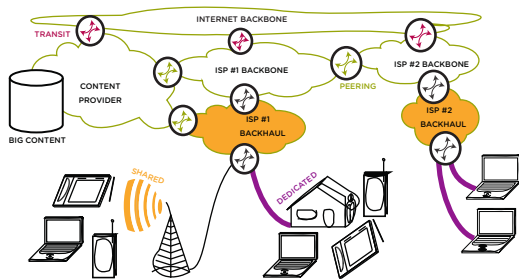 INTERNET BACKBONE
TRANSIT
ISP #1 BACKBONE
ISP #2 BACKBONE
CONTENT
PROVIDER
PEERING
BIG CONTENT
ISP #1
BACKHAUL
ISP #2
BACKHAUL
SHARED
DEDICATED